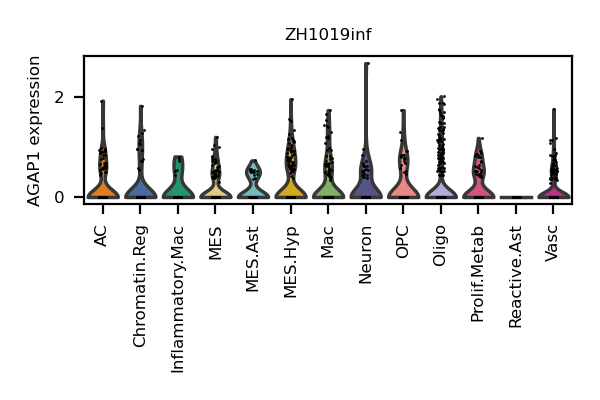 ZH1019inf
AGAP1 expression
2
0
AC
Chromatin.Reg
Inflammatory.Mac
MES
MES.Ast
MES.Hyp
Mac
Neuron
OPC
Oligo
Prolif.Metab
Reactive.Ast
Vasc